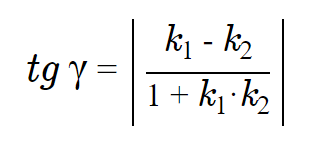 tg γ = | (k₁ - k₂) / (1 + k₁·k₂) |